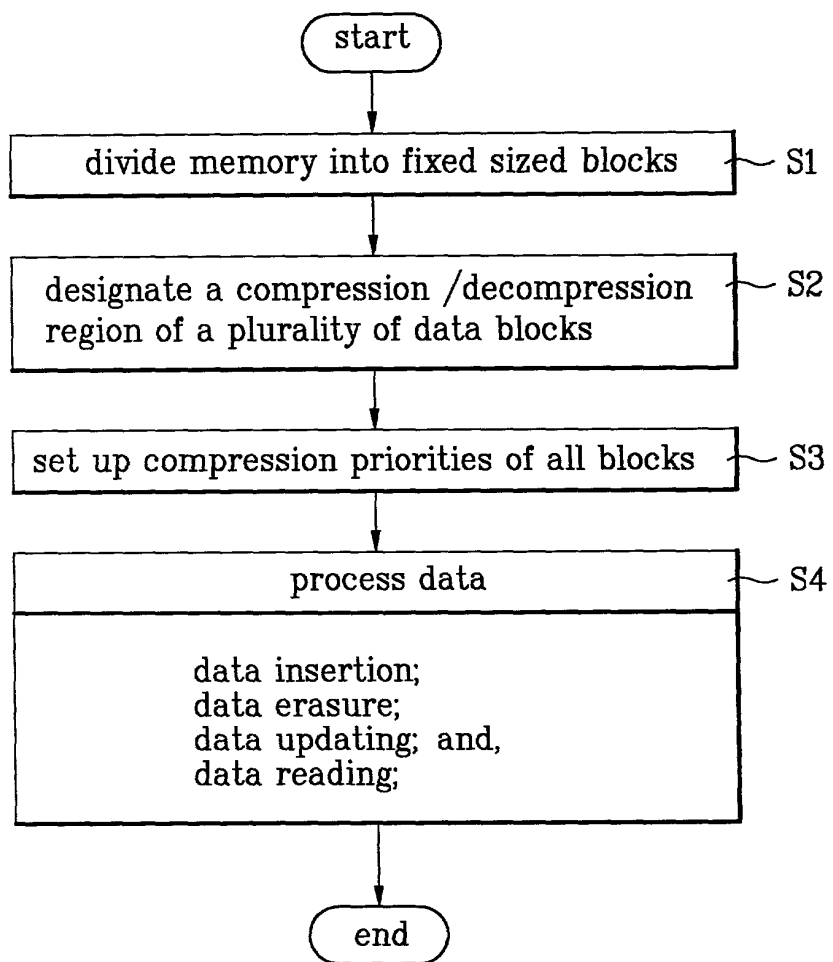 start
divide memory into fixed sized blocks
S1
designate a compression /decompression
region of a plurality of data blocks
S2
set up compression priorities of all blocks
S3
process data
S4
data insertion;
data erasure;
data updating; and,
data reading;
end